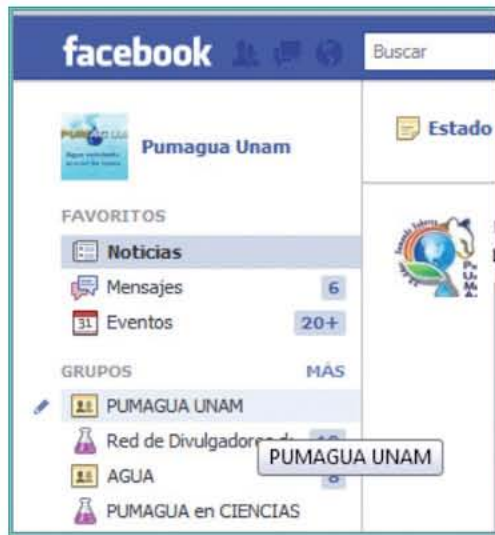 facebook
Buscar
Pumagua Unam
Estado
FAVORITOS
Noticias
Mensajes 6
31 Eventos 20+
GRUPOS MÁS
PUMAGUA UNAM
Red de Divulgadores
PUMAGUA UNAM
AGUA 8
PUMAGUA en CIENCIAS